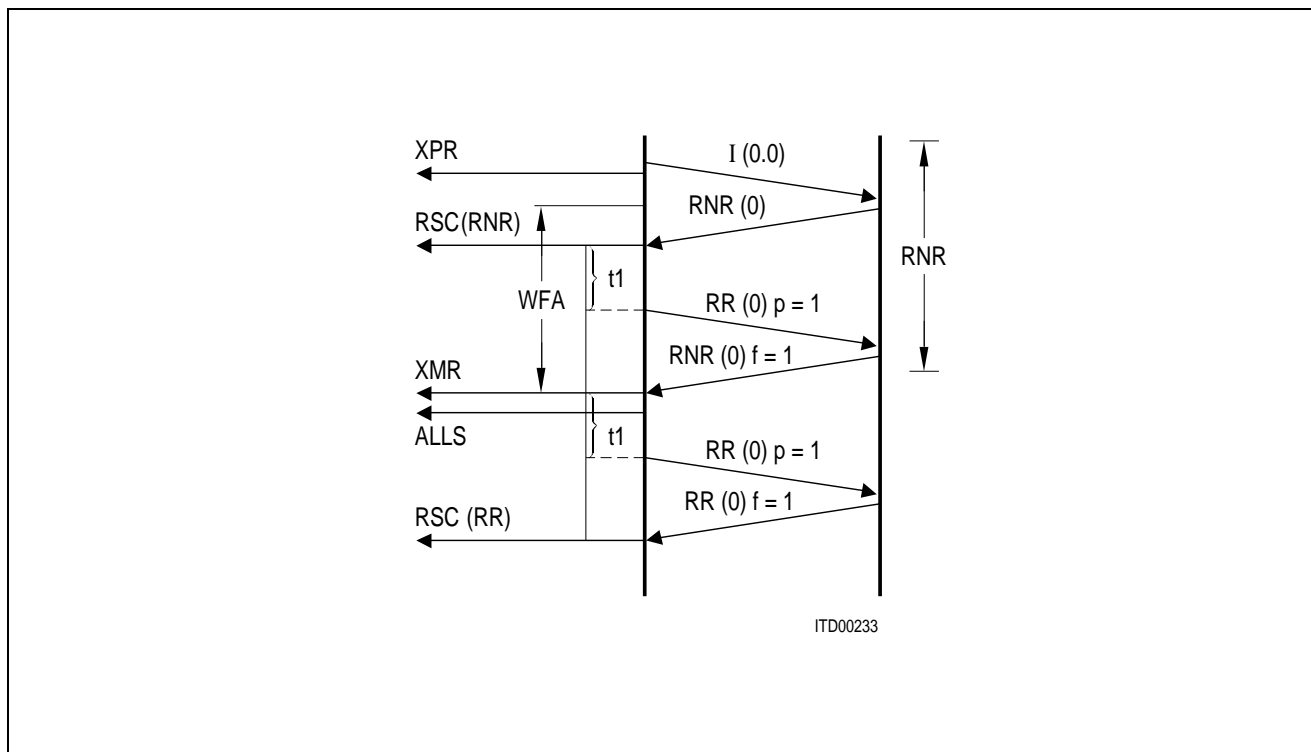 XPR
I (0.0)
RNR (0)
RSC(RNR)
RNR
t1
WFA
RR (0) p = 1
RNR (0) f = 1
XMR
ALLS
t1
RR (0) p = 1
RR (0) f = 1
RSC (RR)
ITD00233